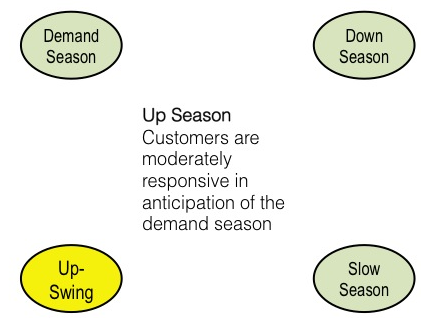 Demand
Season
Down
Season
Up Season
Customers are
moderately
responsive in
anticipation of the
demand season
Up-
Swing
Slow
Season